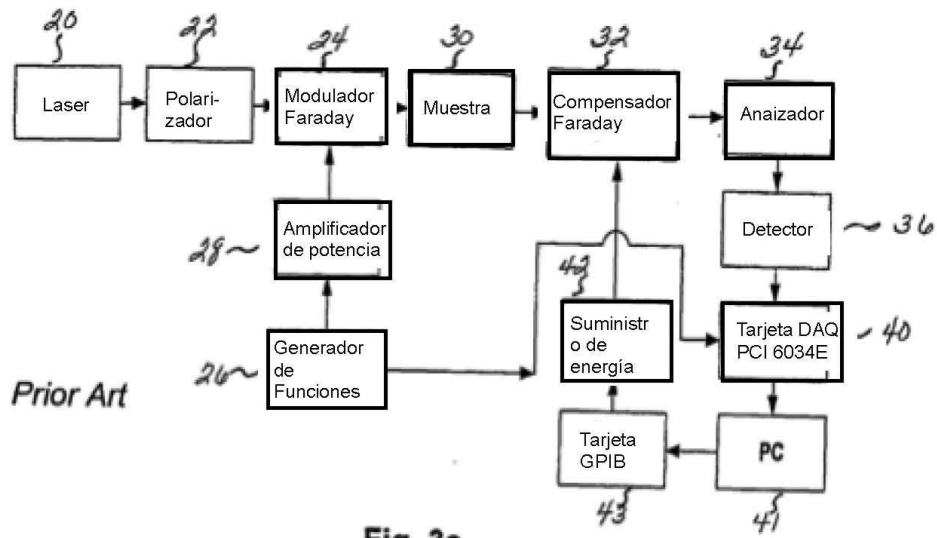 20
22
24
30
32
34
Laser
Polari-
zador
Modulador
Faraday
Muestra
Compensador
Faraday
Anaizador
28
Amplificador
de potencia
Detector
36
42
26
Generador
de
Funciones
Suministr
o de
energía
Tarjeta DAQ
PCI 6034E
40
Prior Art
Tarjeta
GPIB
PC
43
41